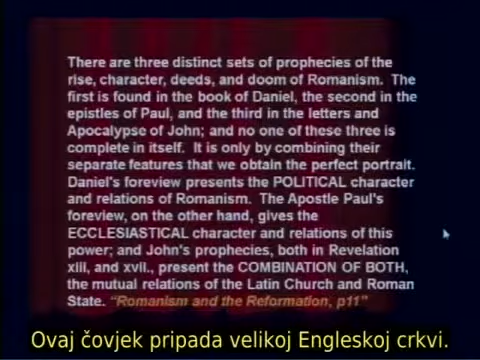 There are three distinct sets of prophecies of the
rise, character, deeds, and doom of Romanism. The
first is found in the book of Daniel, the second in the
epistles of Paul, and the third in the letters and
Apocalypse of John; and no one of these three is
complete in itself. It is only by combining their
separate features that we obtain the perfect portrait.
Daniel's foreview presents the POLITICAL character
and relations of Romanism. The Apostle Paul's
foreview, on the other hand, gives the
ECCLESIASTICAL character and relations of this
power; and John's prophecies, both in Revelation
xiii, and xvii., present the COMBINATION OF BOTH,
the mutual relations of the Latin Church and Roman
State. "Romanism and the Reformation, p11"
Ovaj čovjek pripada velikoj Engleskoj crkvi.